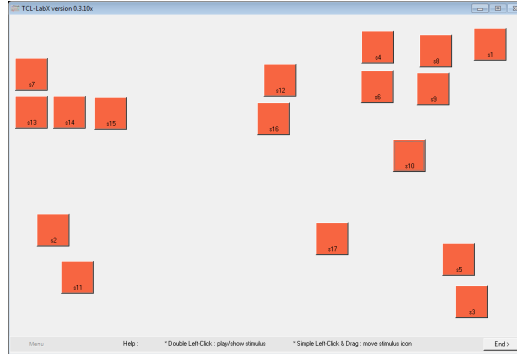 TCL-LabX version 0.3.10x
s1
s4
s8
s7
s12
s6
s9
s13
s14
s15
s16
s10
s2
s17
s5
s11
s3
Menu
Help :
* Double Left-Click : play/show stimulus
* Simple Left-Click & Drag : move stimulus icon
End >